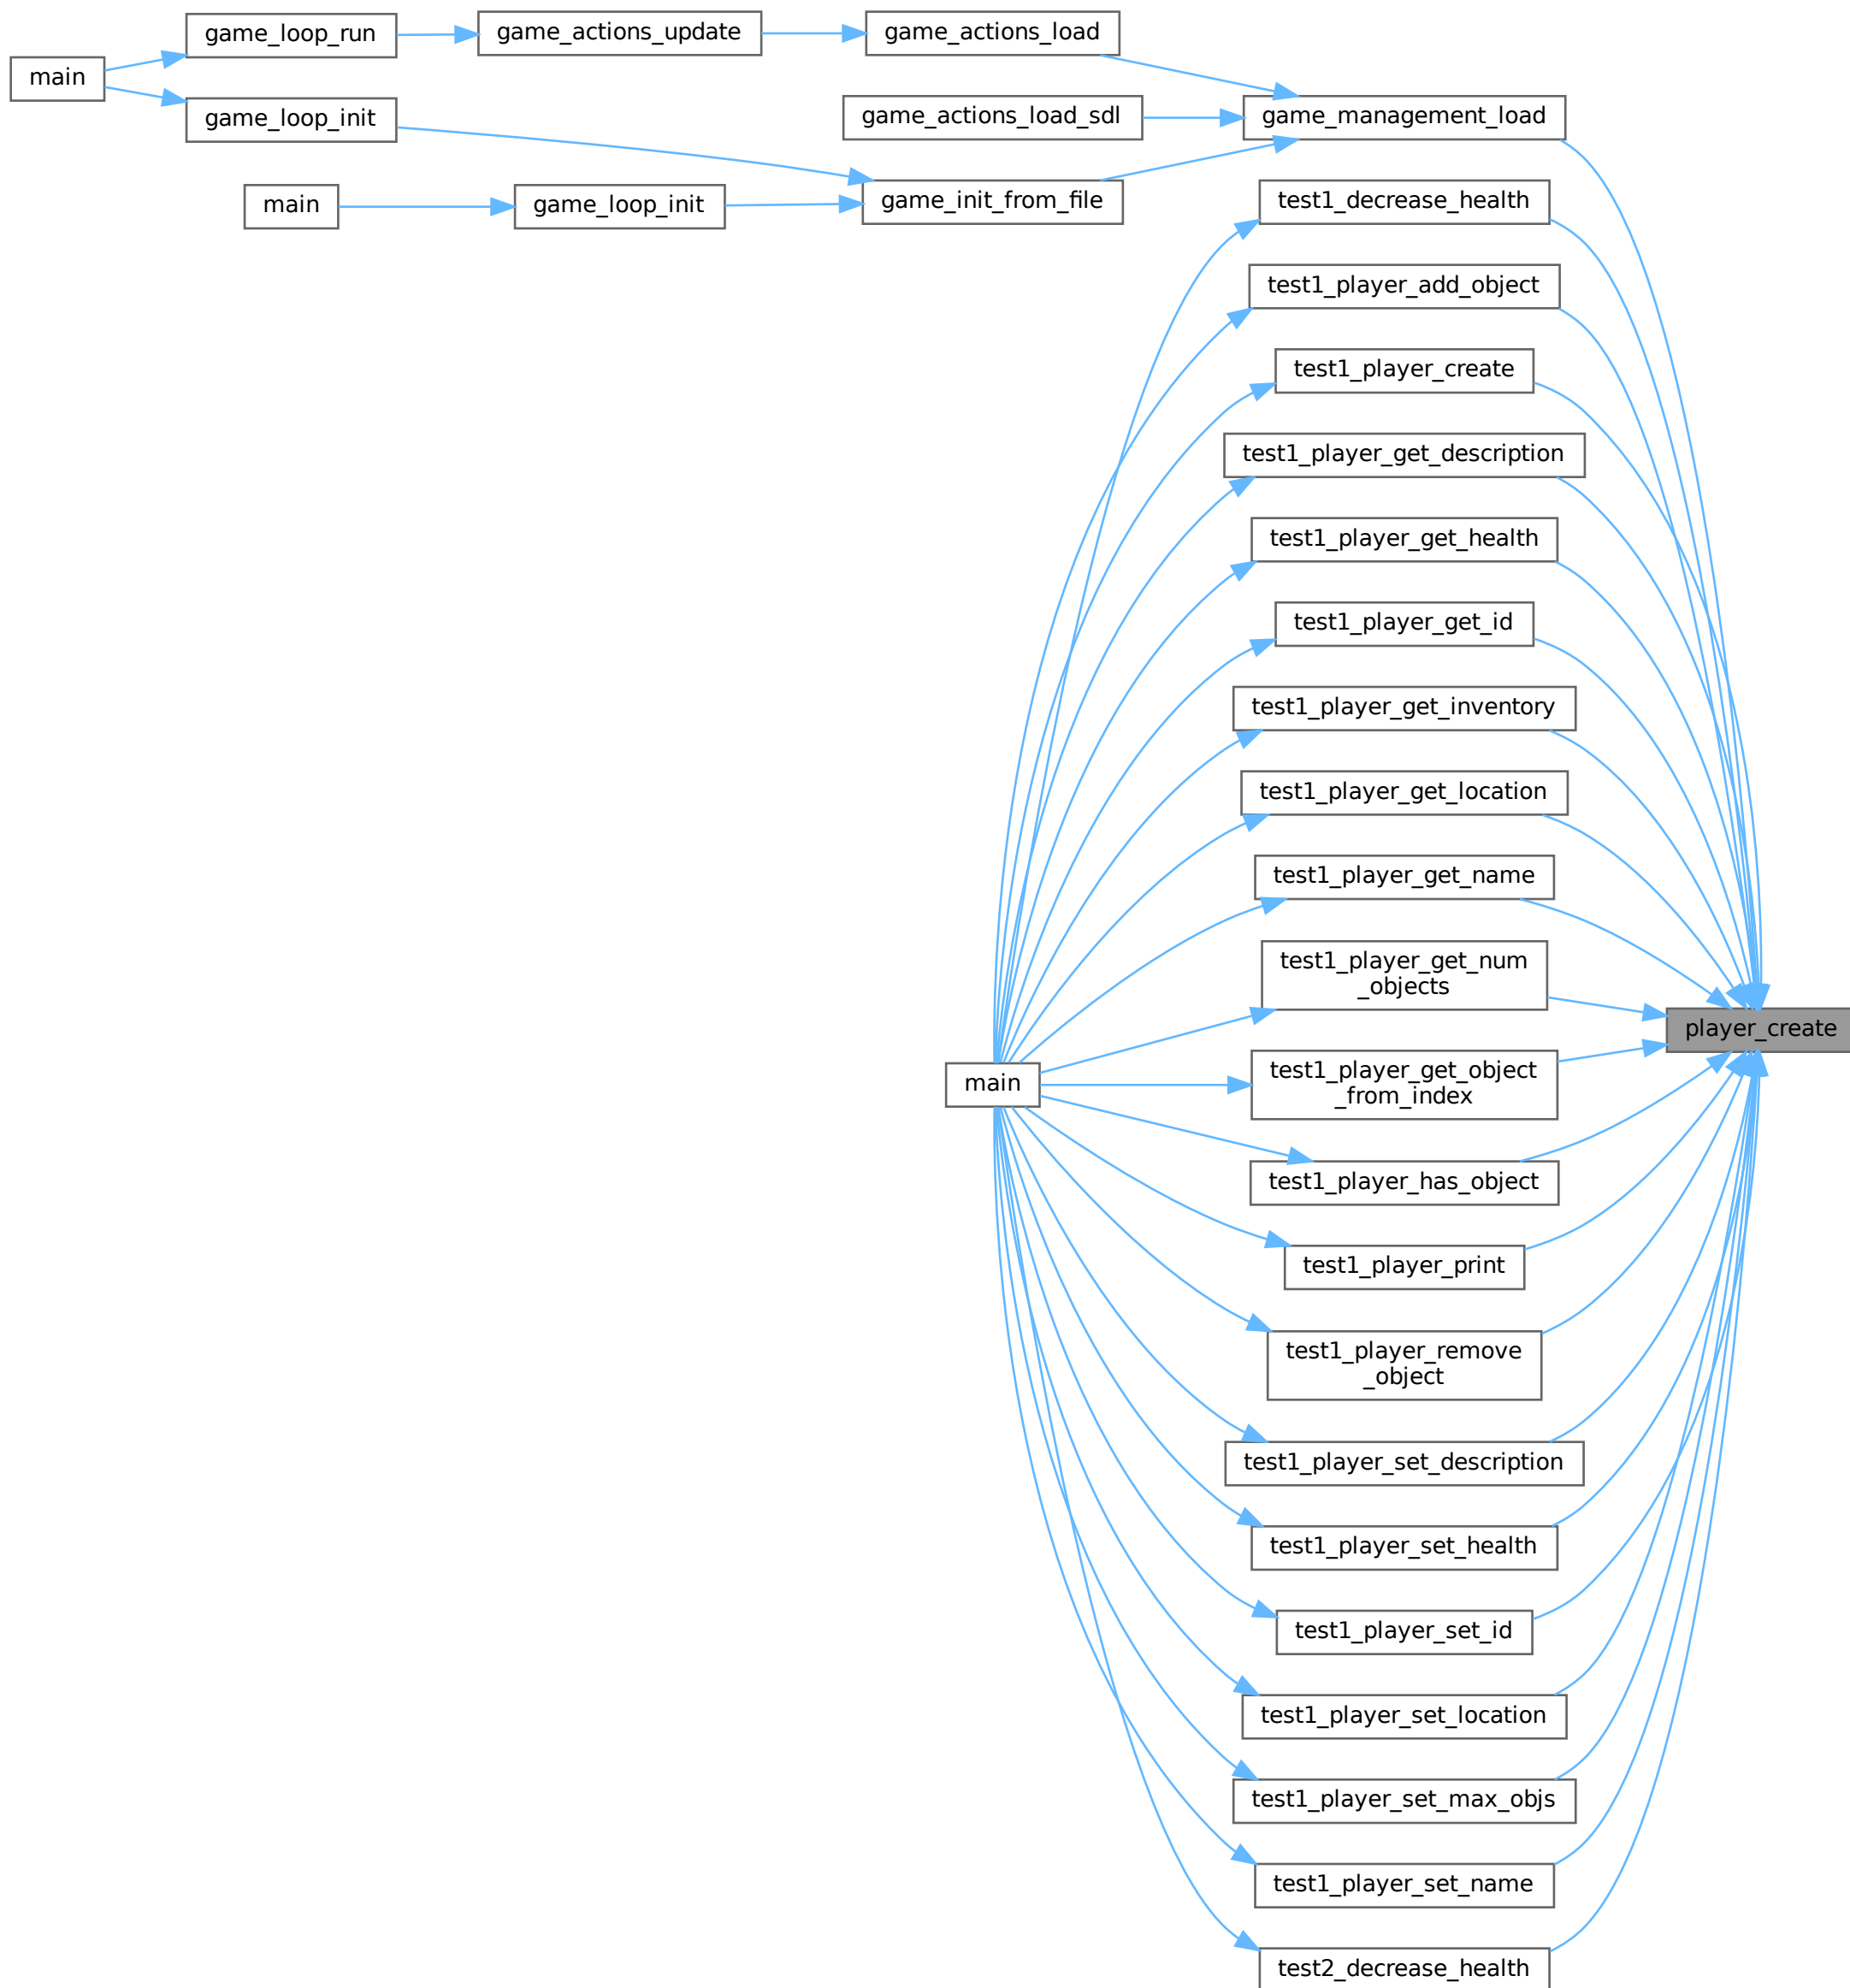 game_loop_run
game_actions_update
game_actions_load
main
game_loop_init
game_actions_load_sdl
game_management_load
main
game_loop_init
game_init_from_file
test1_decrease_health
test1_player_add_object
test1_player_create
test1_player_get_description
test1_player_get_health
test1_player_get_id
test1_player_get_inventory
test1_player_get_location
test1_player_get_name
test1_player_get_num
_objects
player_create
main
test1_player_get_object
_from_index
test1_player_has_object
test1_player_print
test1_player_remove
_object
test1_player_set_description
test1_player_set_health
test1_player_set_id
test1_player_set_location
test1_player_set_max_objs
test1_player_set_name
test2_decrease_health